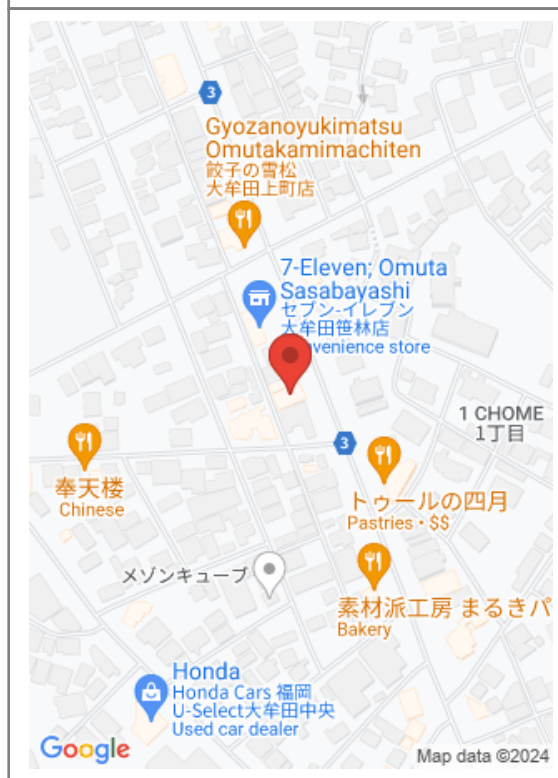 3
Gyozanoyukimatsu
Omutakamimachiten
餃子の雪松
大牟田上町店
7-Eleven; Omuta
Sasabayashi
セブン-イレブン
大牟田笹林店
venience store
1 CHOME
1丁目
3
奉天楼
Chinese
トゥールの四月
Pastries • $$
メゾンキューブ
素材派工房 まるきパ
Bakery
Honda
Honda Cars 福岡
U-Select大牟田中央
Used car dealer
Google
Map data ©2024